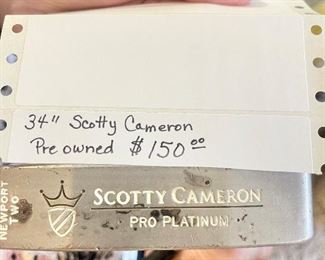 34" Scotty Cameron
Pre owned $150.00
SCOTTY CAMERON
PRO PLATINUM
NEWPORT
TWO